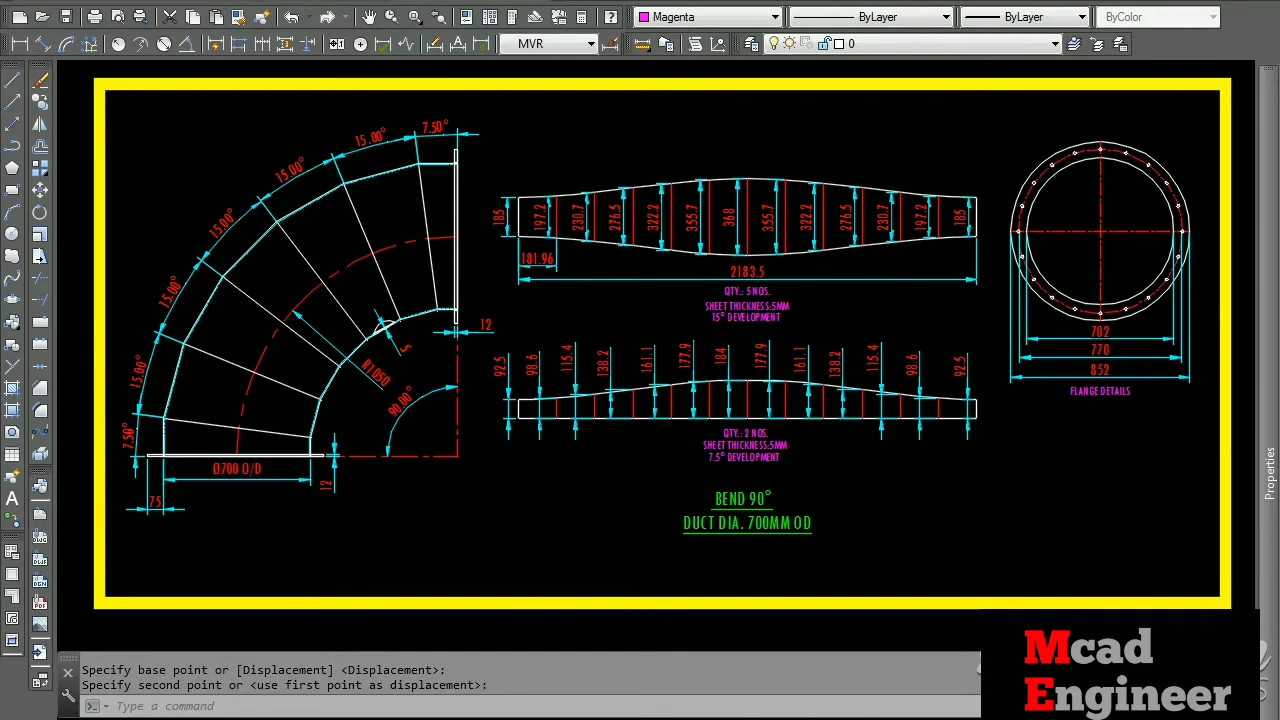 Magenta
ByLayer
ByLayer
ByColor
MVR
0
7.50°
15.00°
15.00°
15.00°
15.00°
15.00°
7.50°
R1050
90.00°
5
12
Ø700 O/D
75
12
185 197.2 230.7 276.5 322.2 355.7 368 355.7 322.2 276.5 230.7 197.2 185
181.96
2183.5
QTY.: 5 NOS.
SHEET THICKNESS:5MM
15° DEVELOPMENT
92.5 98.6 115.4 138.2 161.1 177.9 184 177.9 161.1 138.2 115.4 98.6 92.5
QTY.: 2 NOS.
SHEET THICKNESS:5MM
7.5° DEVELOPMENT
BEND 90°
DUCT DIA. 700MM OD
702
770
852
FLANGE DETAILS
Properties
Specify base point or [Displacement] <Displacement>:
Specify second point or <use first point as displacement>:
Type a command
Mcad
Engineer